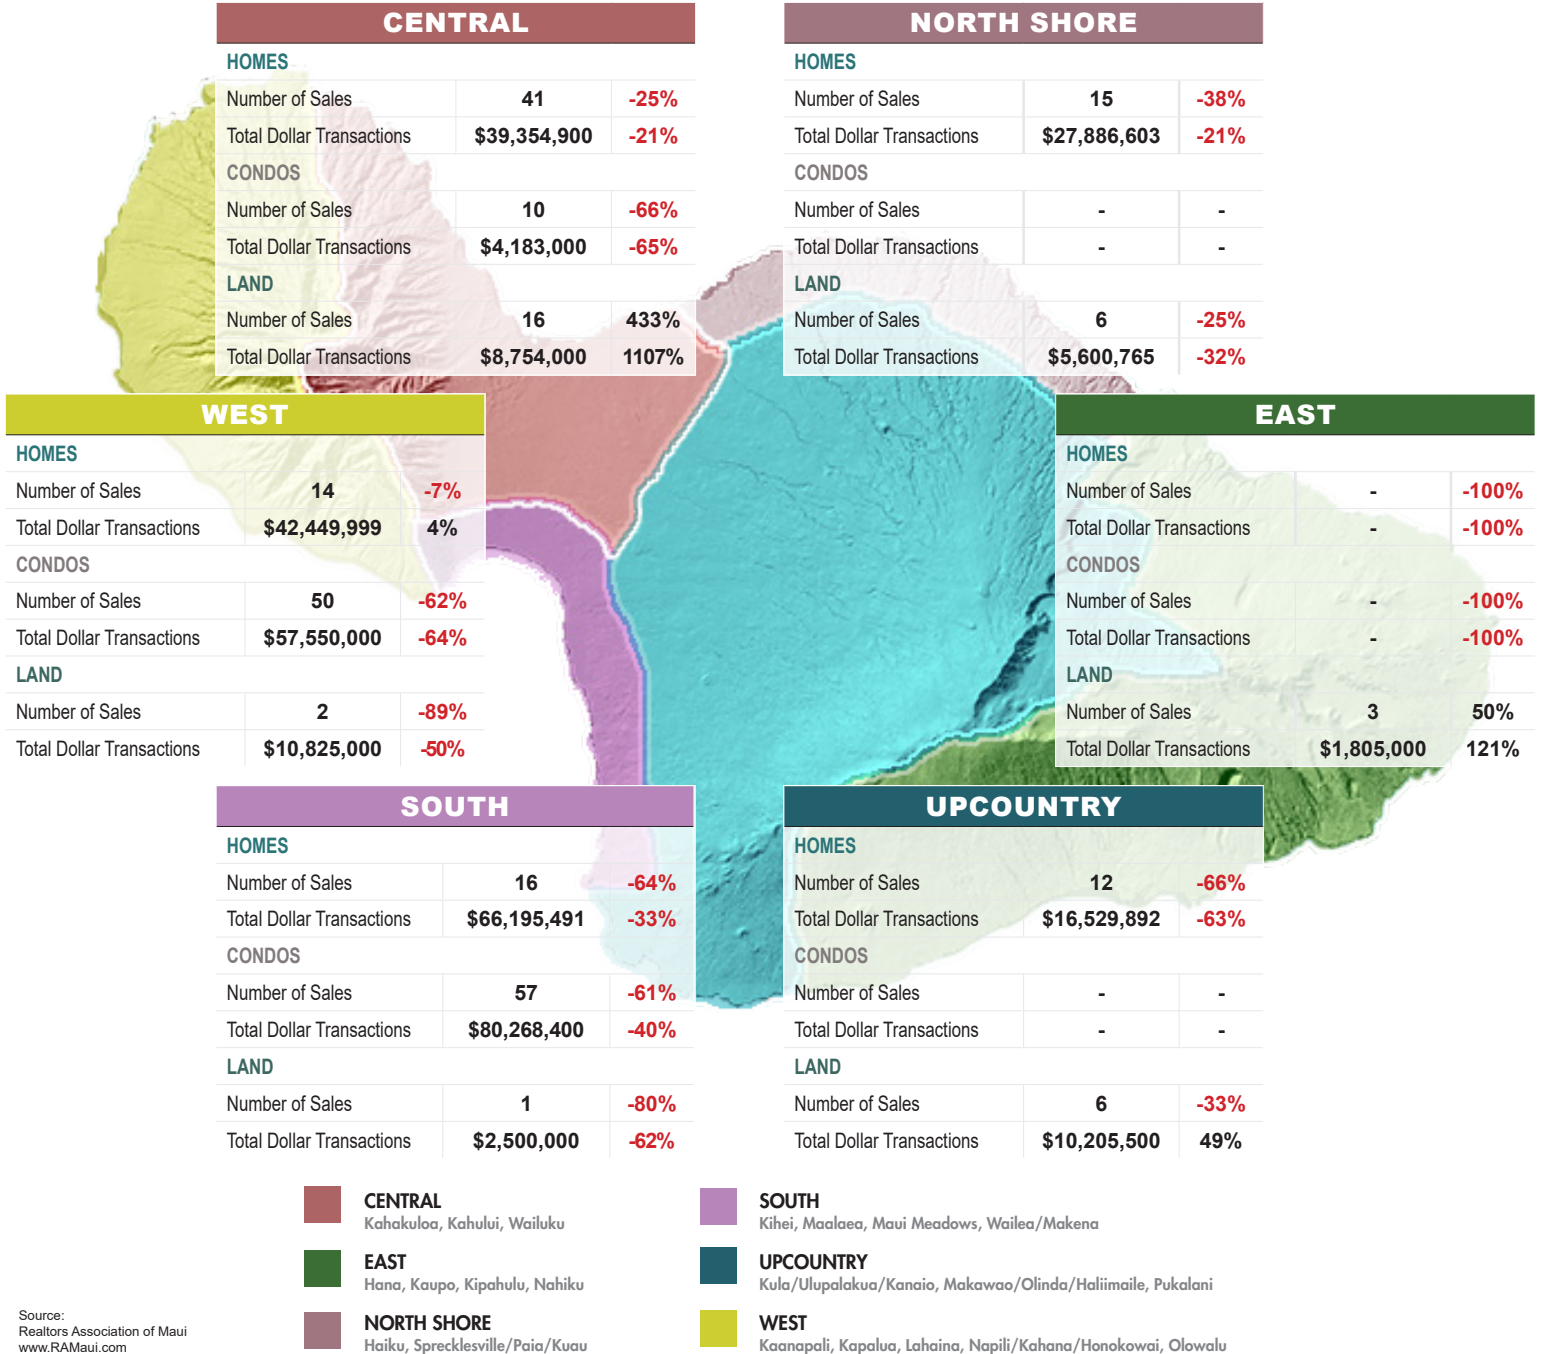 CENTRAL
HOMES
Number of Sales 41 -25%
Total Dollar Transactions $39,354,900 -21%
CONDOS
Number of Sales 10 -66%
Total Dollar Transactions $4,183,000 -65%
LAND
Number of Sales 16 433%
Total Dollar Transactions $8,754,000 1107%
NORTH SHORE
HOMES
Number of Sales 15 -38%
Total Dollar Transactions $27,886,603 -21%
CONDOS
Number of Sales - -
Total Dollar Transactions - -
LAND
Number of Sales 6 -25%
Total Dollar Transactions $5,600,765 -32%
WEST
HOMES
Number of Sales 14 -7%
Total Dollar Transactions $42,449,999 4%
CONDOS
Number of Sales 50 -62%
Total Dollar Transactions $57,550,000 -64%
LAND
Number of Sales 2 -89%
Total Dollar Transactions $10,825,000 -50%
EAST
HOMES
Number of Sales - -100%
Total Dollar Transactions - -100%
CONDOS
Number of Sales - -100%
Total Dollar Transactions - -100%
LAND
Number of Sales 3 50%
Total Dollar Transactions $1,805,000 121%
SOUTH
HOMES
Number of Sales 16 -64%
Total Dollar Transactions $66,195,491 -33%
CONDOS
Number of Sales 57 -61%
Total Dollar Transactions $80,268,400 -40%
LAND
Number of Sales 1 -80%
Total Dollar Transactions $2,500,000 -62%
UPCOUNTRY
HOMES
Number of Sales 12 -66%
Total Dollar Transactions $16,529,892 -63%
CONDOS
Number of Sales - -
Total Dollar Transactions - -
LAND
Number of Sales 6 -33%
Total Dollar Transactions $10,205,500 49%
CENTRAL
Kahakuloa, Kahului, Wailuku
EAST
Hana, Kaupo, Kipahulu, Nahiku
NORTH SHORE
Haiku, Sprecklesville/Paia/Kuau
SOUTH
Kihei, Maalaea, Maui Meadows, Wailea/Makena
UPCOUNTRY
Kula/Ulupalakua/Kanaio, Makawao/Olinda/Haliimaile, Pukalani
WEST
Kaanapali, Kapalua, Lahaina, Napili/Kahana/Honokowai, Olowalu
Source:
Realtors Association of Maui
www.RAMaui.com